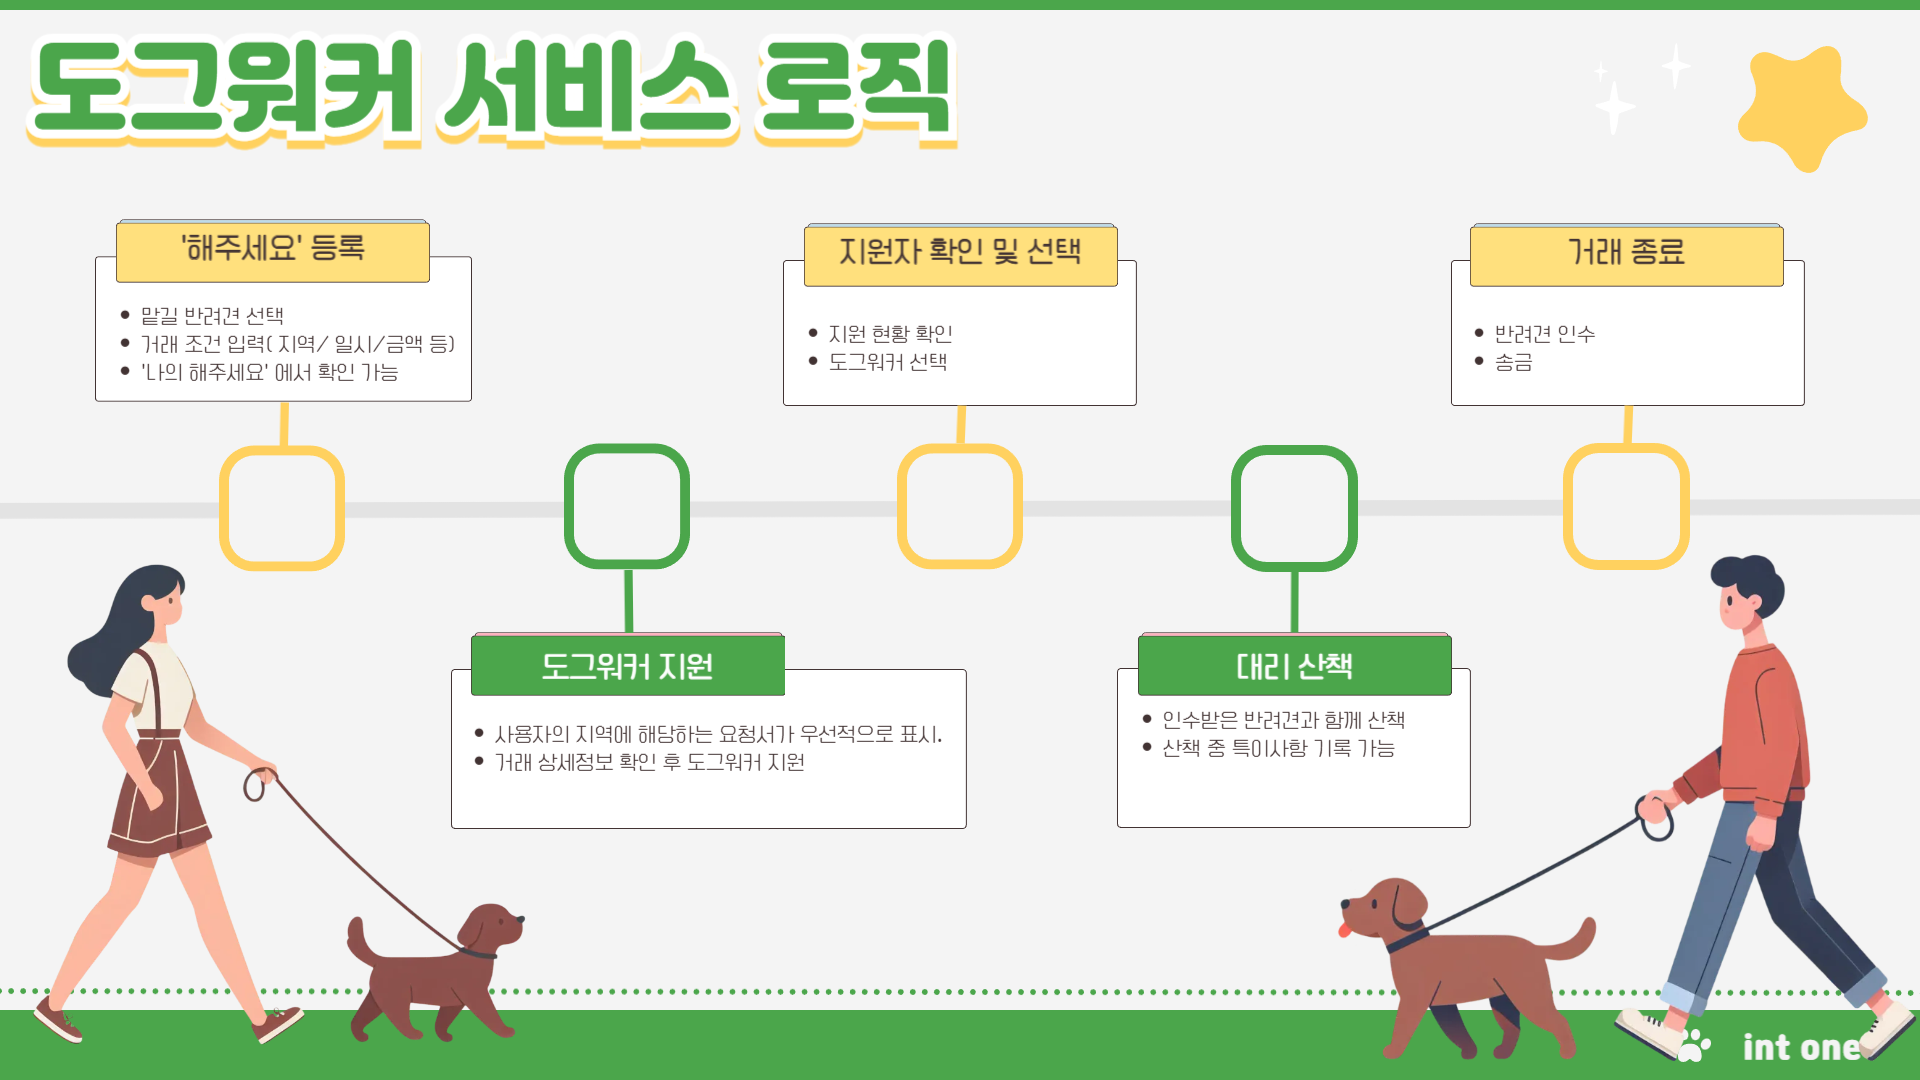 도그워커 서비스 로직
'해주세요' 등록
• 맡길 반려견 선택
• 거래 조건 입력( 지역/ 일시/금액 등)
• '나의 해주세요' 에서 확인 가능
도그워커 지원
• 사용자의 지역에 해당하는 요청서가 우선적으로 표시.
• 거래 상세정보 확인 후 도그워커 지원
지원자 확인 및 선택
• 지원 현황 확인
• 도그워커 선택
대리 산책
• 인수받은 반려견과 함께 산책
• 산책 중 특이사항 기록 가능
거래 종료
• 반려견 인수
• 송금
int one